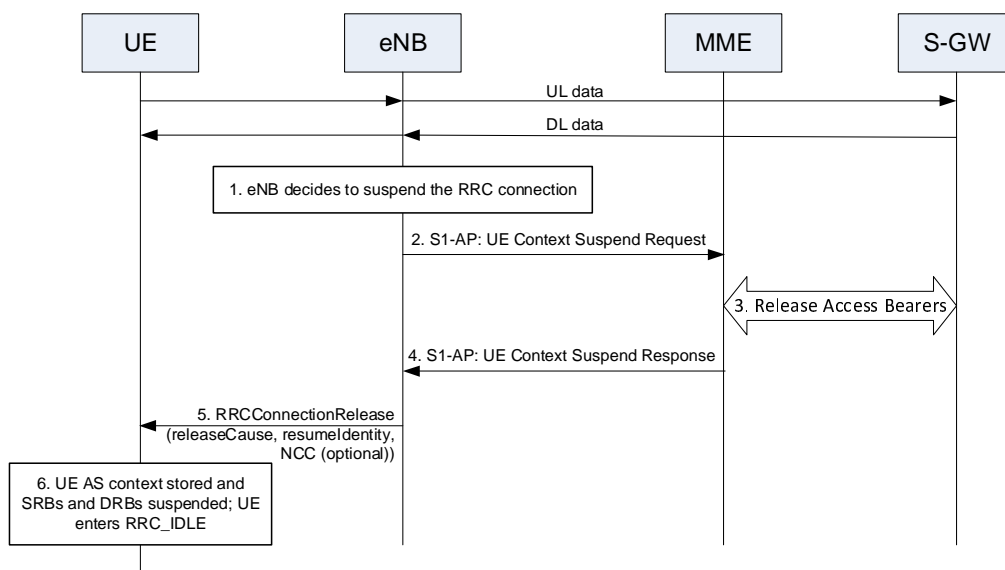 UE
eNB
MME
S-GW
UL data
DL data
1. eNB decides to suspend the RRC connection
2. S1-AP: UE Context Suspend Request
3. Release Access Bearers
4. S1-AP: UE Context Suspend Response
5. RRCConnectionRelease
(releaseCause, resumeIdentity,
NCC (optional))
6. UE AS context stored and
SRBs and DRBs suspended; UE
enters RRC_IDLE